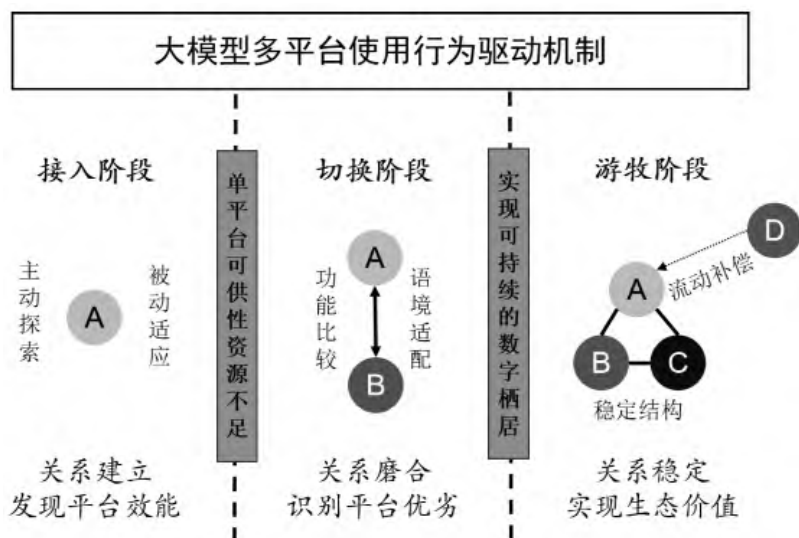 大模型多平台使用行为驱动机制
接入阶段
主动探索
A
被动适应
关系建立
发现平台效能
单平台可供性资源不足
切换阶段
功能比较
A
语境适配
B
关系磨合
识别平台优劣
实现可持续的数字栖居
游牧阶段
D
流动补偿
A
B
C
稳定结构
关系稳定
实现生态价值